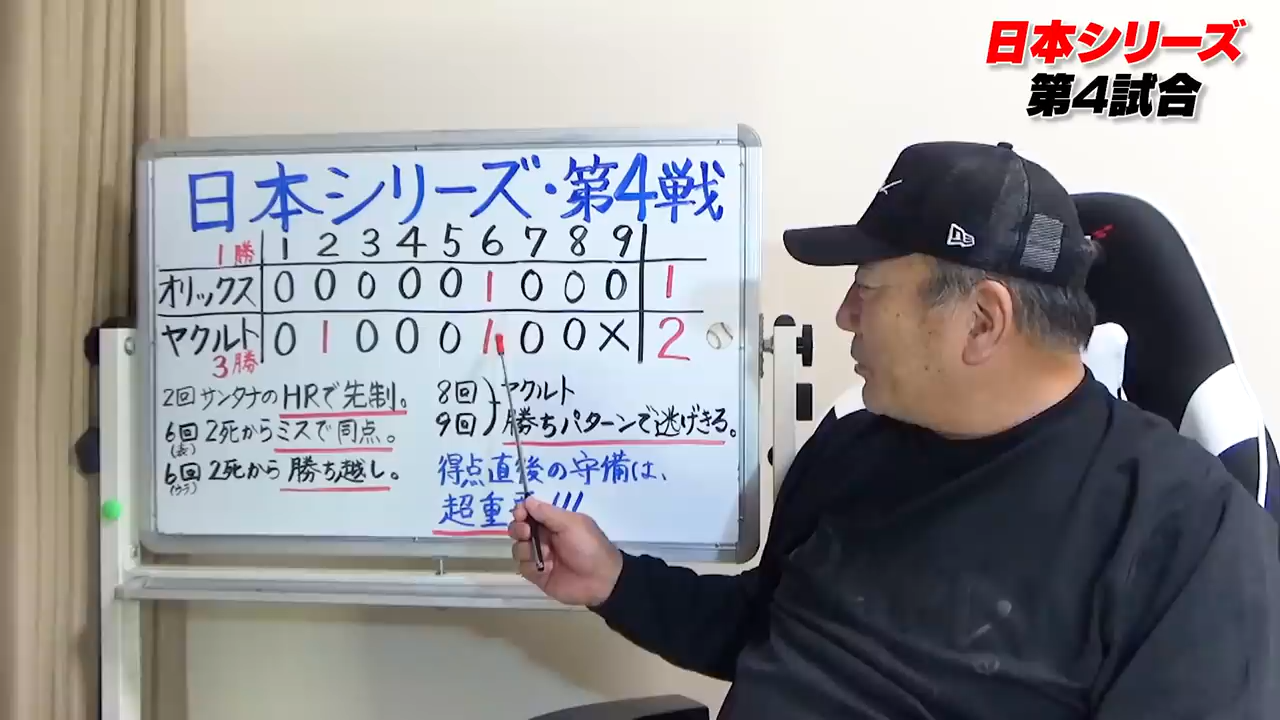 日本シリーズ
第4試合
日本シリーズ・第4戦
1勝 1 2 3 4 5 6 7 8 9
オリックス 0 0 0 0 0 1 0 0 0 1
ヤクルト 0 1 0 0 0 1 0 0 X 2
3勝
2回 サンタナのHRで先制。
6回(表) 2死からミスで同点。
6回(ウラ) 2死から勝ち越し。
8回
9回
ヤクルト
勝ちパターンで逃げきる。
得点直後の守備は、
超重要!!!